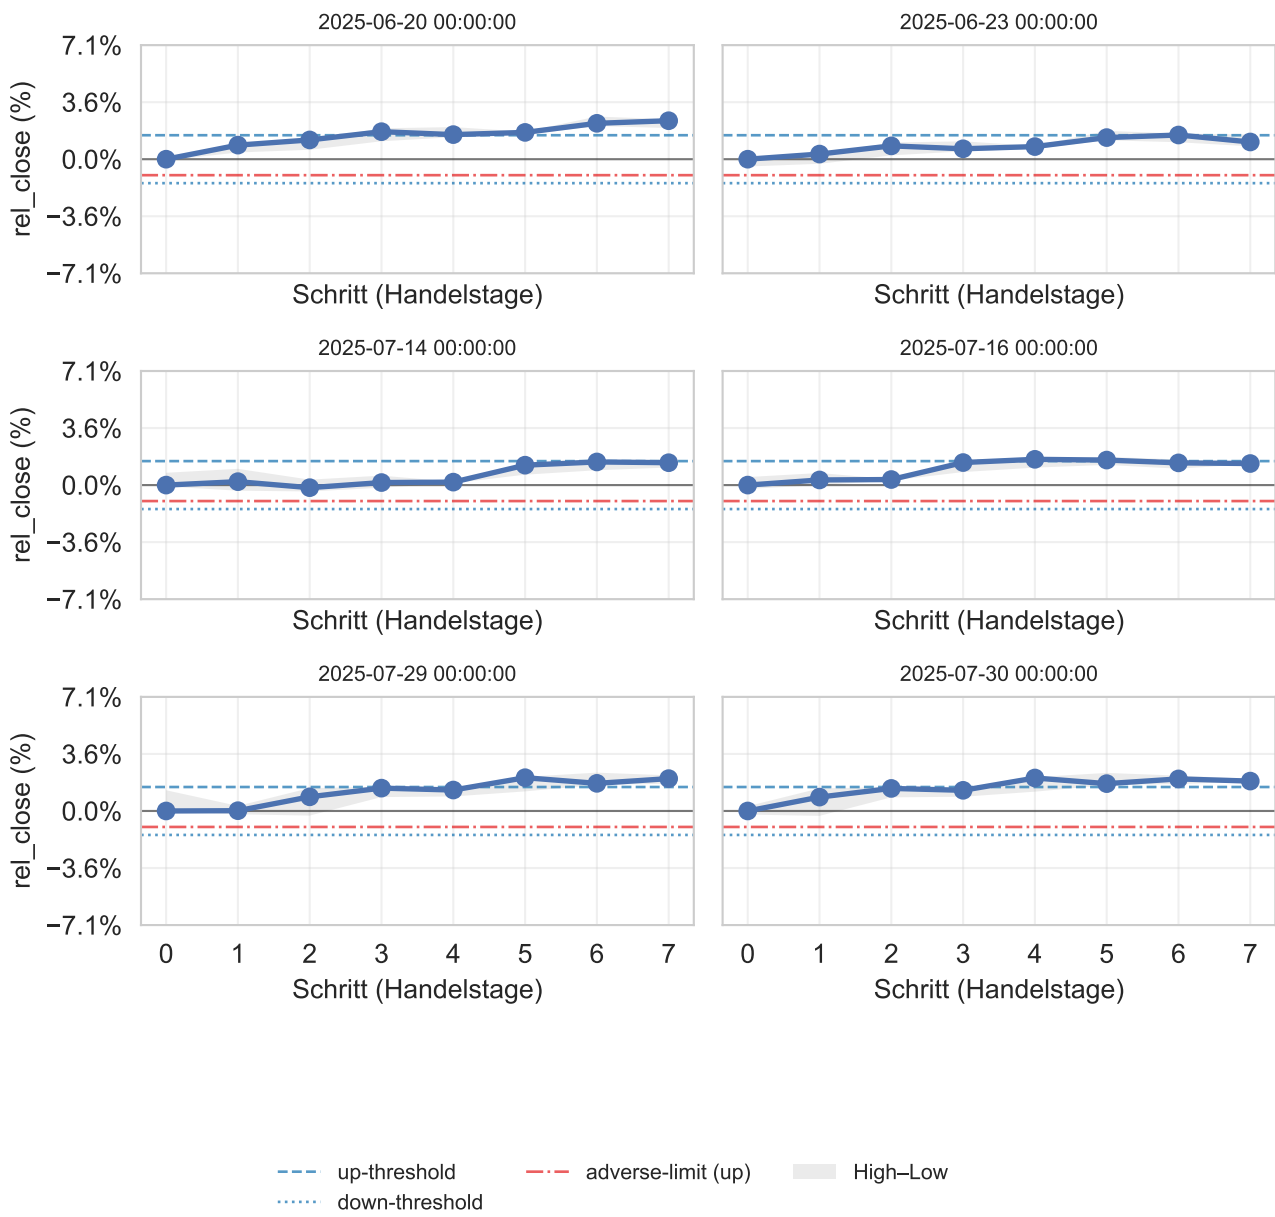 2025-06-20 00:00:00
2025-06-23 00:00:00
7.1%
3.6%
0.0%
−3.6%
−7.1%
rel_close (%)
Schritt (Handelstage)
Schritt (Handelstage)
2025-07-14 00:00:00
2025-07-16 00:00:00
7.1%
3.6%
0.0%
−3.6%
−7.1%
rel_close (%)
Schritt (Handelstage)
Schritt (Handelstage)
2025-07-29 00:00:00
2025-07-30 00:00:00
7.1%
3.6%
0.0%
−3.6%
−7.1%
rel_close (%)
0 1 2 3 4 5 6 7
0 1 2 3 4 5 6 7
Schritt (Handelstage)
Schritt (Handelstage)
up-threshold
down-threshold
adverse-limit (up)
High–Low